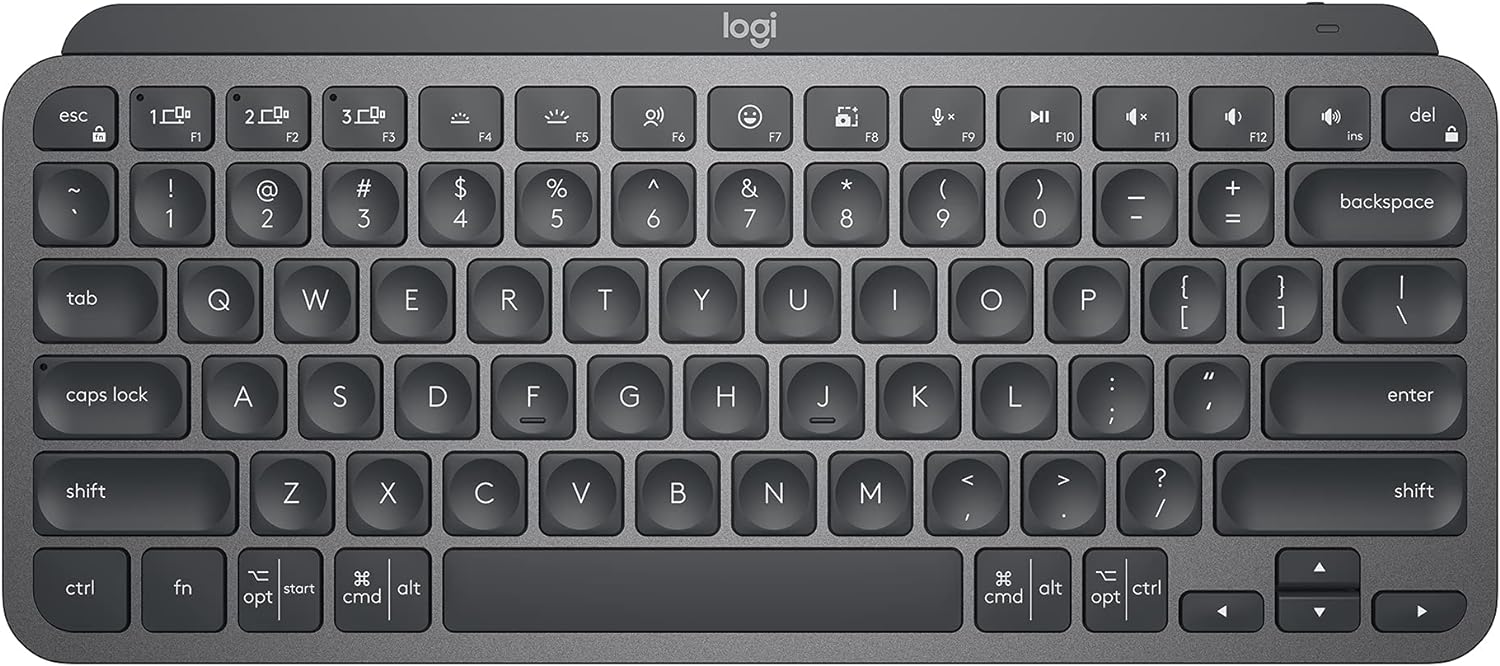 logi
esc fn 1 F1 2 F2 3 F3 F4 F5 F6 F7 F8 F9 F10 F11 F12 ins del
~ ` ! 1 @ 2 # 3 $ 4 % 5 ^ 6 & 7 * 8 ( 9 ) 0 _ - + = backspace
tab Q W E R T Y U I O P { [ } ] | \
caps lock A S D F G H J K L : ; " ' enter
shift Z X C V B N M < , > . ? / shift
ctrl fn ⌥ opt start ⌘ cmd alt ⌘ cmd alt ⌥ opt ctrl ◀ ▲ ▼ ▶